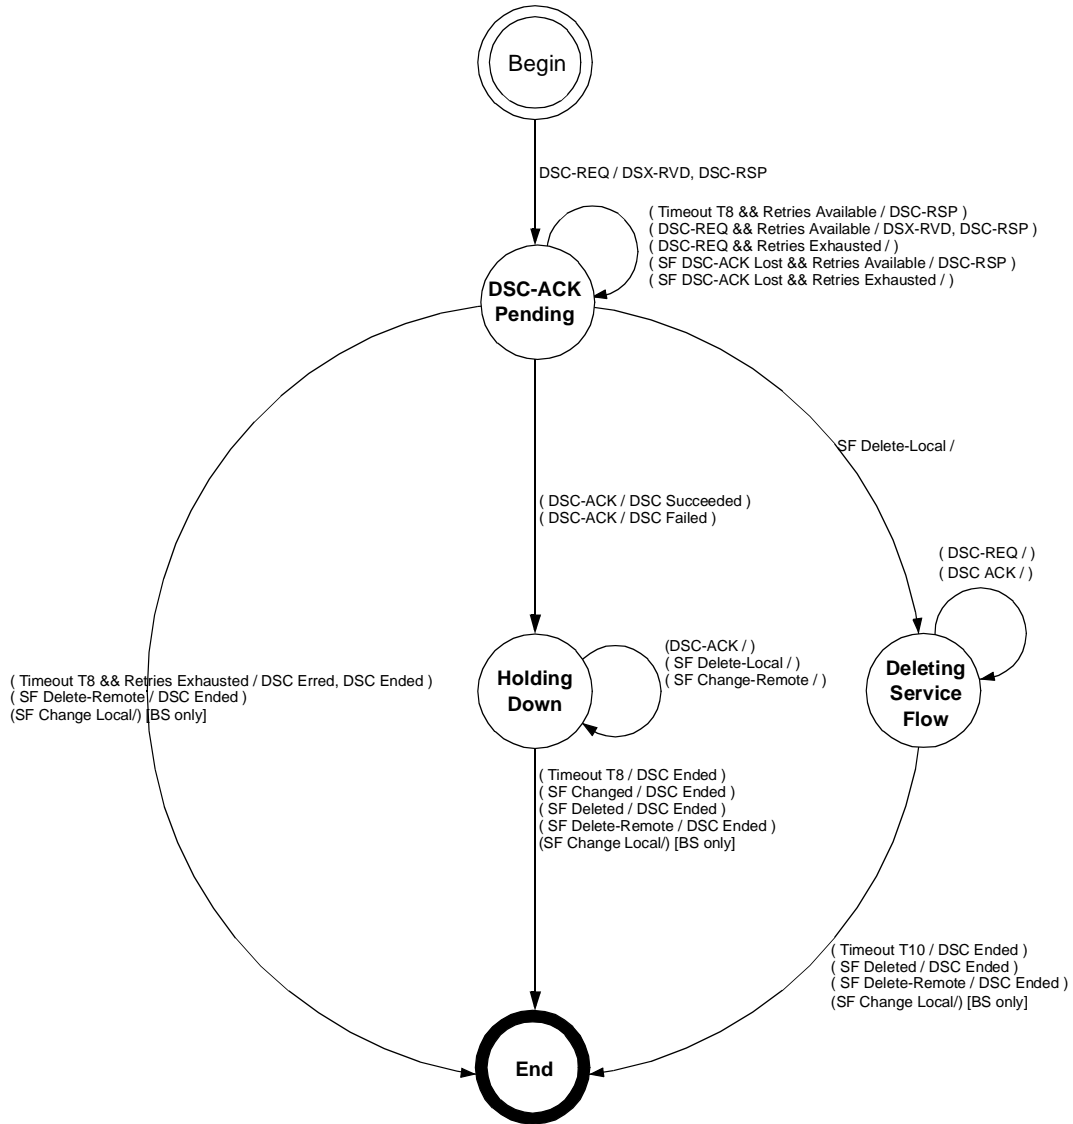 Begin
DSC-REQ / DSX-RVD, DSC-RSP
( Timeout T8 && Retries Available / DSC-RSP )
( DSC-REQ && Retries Available / DSX-RVD, DSC-RSP )
( DSC-REQ && Retries Exhausted / )
( SF DSC-ACK Lost && Retries Available / DSC-RSP )
( SF DSC-ACK Lost && Retries Exhausted / )
DSC-ACK
Pending
SF Delete-Local /
( DSC-ACK / DSC Succeeded )
( DSC-ACK / DSC Failed )
( DSC-REQ / )
( DSC ACK / )
(DSC-ACK / )
( SF Delete-Local / )
( SF Change-Remote / )
Holding
Down
Deleting
Service
Flow
( Timeout T8 && Retries Exhausted / DSC Erred, DSC Ended )
( SF Delete-Remote / DSC Ended )
(SF Change Local/) [BS only]
( Timeout T8 / DSC Ended )
( SF Changed / DSC Ended )
( SF Deleted / DSC Ended )
( SF Delete-Remote / DSC Ended )
(SF Change Local/) [BS only]
( Timeout T10 / DSC Ended )
( SF Deleted / DSC Ended )
( SF Delete-Remote / DSC Ended )
(SF Change Local/) [BS only]
End